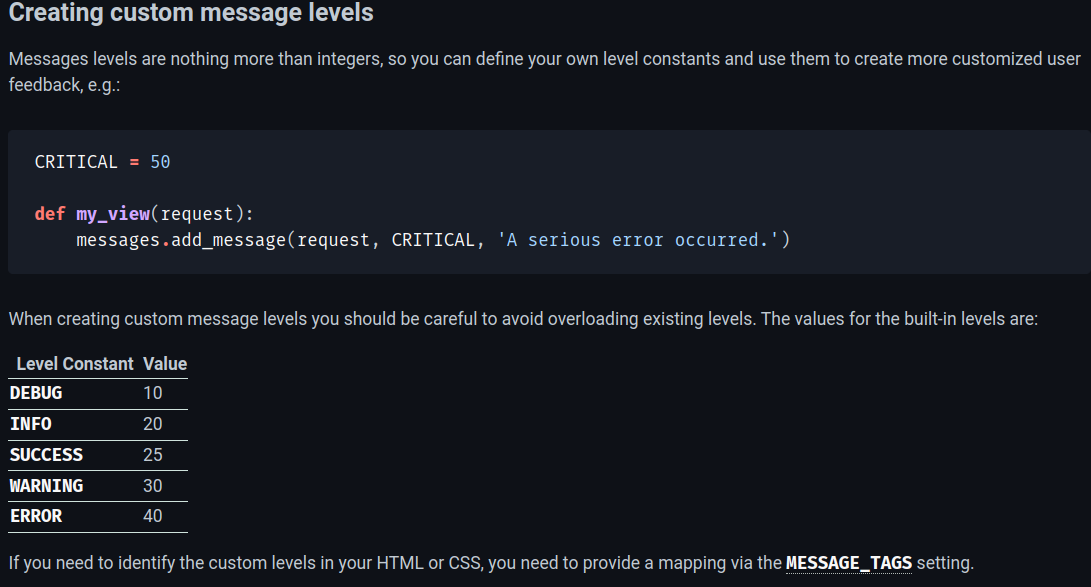 Creating custom message levels
Messages levels are nothing more than integers, so you can define your own level constants and use them to create more customized user
feedback, e.g.:
CRITICAL = 50
def my_view(request):
    messages.add_message(request, CRITICAL, 'A serious error occurred.')
When creating custom message levels you should be careful to avoid overloading existing levels. The values for the built-in levels are:
Level Constant Value
DEBUG 10
INFO 20
SUCCESS 25
WARNING 30
ERROR 40
If you need to identify the custom levels in your HTML or CSS, you need to provide a mapping via the MESSAGE_TAGS setting.